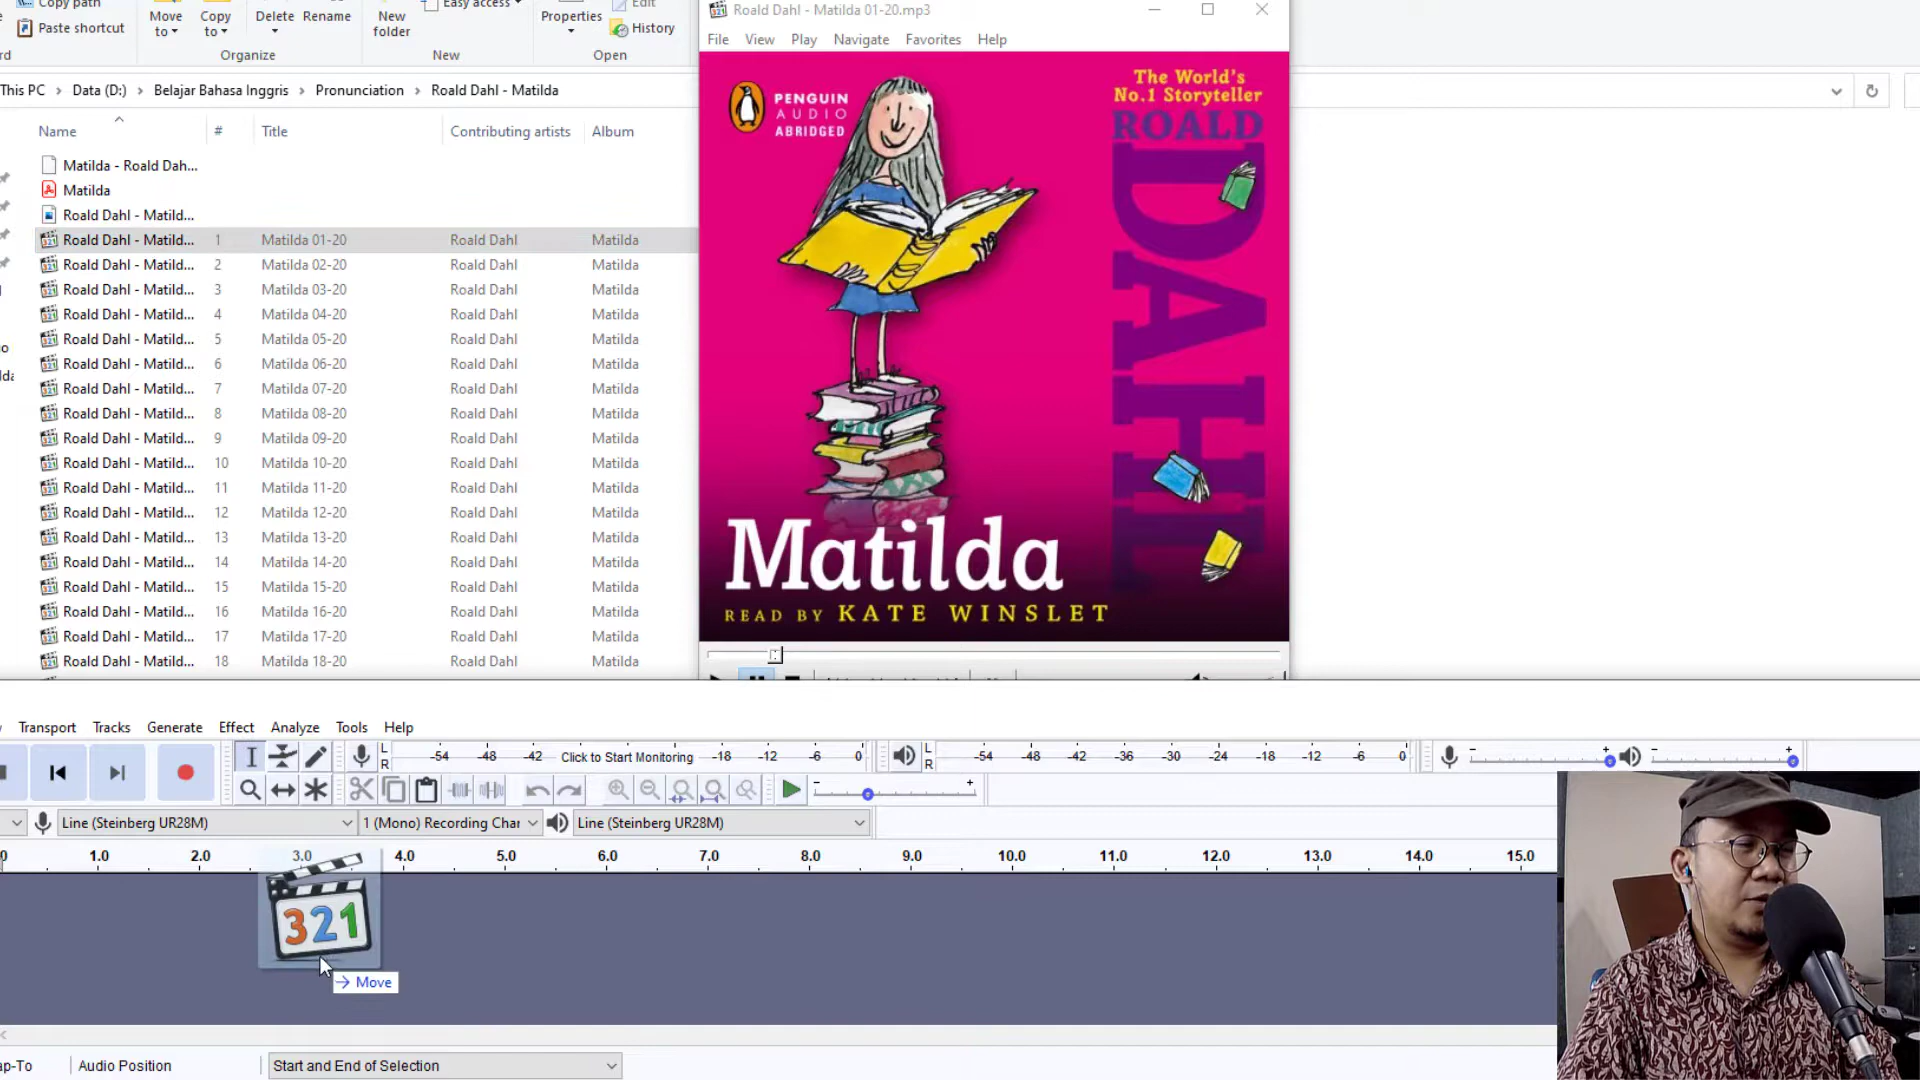 Copy path
Paste shortcut
Move to
Copy to
Delete
Rename
New folder
Easy access
Properties
Edit
History
Organize
New
Open
This PC > Data (D:) > Belajar Bahasa Inggris > Pronunciation > Roald Dahl - Matilda
Name # Title Contributing artists Album
Matilda - Roald Dah...
Matilda
Roald Dahl - Matild...
Roald Dahl - Matild... 1 Matilda 01-20 Roald Dahl Matilda
Roald Dahl - Matild... 2 Matilda 02-20 Roald Dahl Matilda
Roald Dahl - Matild... 3 Matilda 03-20 Roald Dahl Matilda
Roald Dahl - Matild... 4 Matilda 04-20 Roald Dahl Matilda
Roald Dahl - Matild... 5 Matilda 05-20 Roald Dahl Matilda
Roald Dahl - Matild... 6 Matilda 06-20 Roald Dahl Matilda
Roald Dahl - Matild... 7 Matilda 07-20 Roald Dahl Matilda
Roald Dahl - Matild... 8 Matilda 08-20 Roald Dahl Matilda
Roald Dahl - Matild... 9 Matilda 09-20 Roald Dahl Matilda
Roald Dahl - Matild... 10 Matilda 10-20 Roald Dahl Matilda
Roald Dahl - Matild... 11 Matilda 11-20 Roald Dahl Matilda
Roald Dahl - Matild... 12 Matilda 12-20 Roald Dahl Matilda
Roald Dahl - Matild... 13 Matilda 13-20 Roald Dahl Matilda
Roald Dahl - Matild... 14 Matilda 14-20 Roald Dahl Matilda
Roald Dahl - Matild... 15 Matilda 15-20 Roald Dahl Matilda
Roald Dahl - Matild... 16 Matilda 16-20 Roald Dahl Matilda
Roald Dahl - Matild... 17 Matilda 17-20 Roald Dahl Matilda
Roald Dahl - Matild... 18 Matilda 18-20 Roald Dahl Matilda
Roald Dahl - Matilda 01-20.mp3
File View Play Navigate Favorites Help
PENGUIN
AUDIO
ABRIDGED
The World's
No.1 Storyteller
ROALD
DAHL
Matilda
READ BY KATE WINSLET
Transport Tracks Generate Effect Analyze Tools Help
L
R
-54 -48 -42 Click to Start Monitoring -18 -12 -6 0
L
R
-54 -48 -42 -36 -30 -24 -18 -12 -6 0
Line (Steinberg UR28M)
1 (Mono) Recording Char
Line (Steinberg UR28M)
0 1.0 2.0 3.0 4.0 5.0 6.0 7.0 8.0 9.0 10.0 11.0 12.0 13.0 14.0 15.0
321
Move
Audio Position
Start and End of Selection